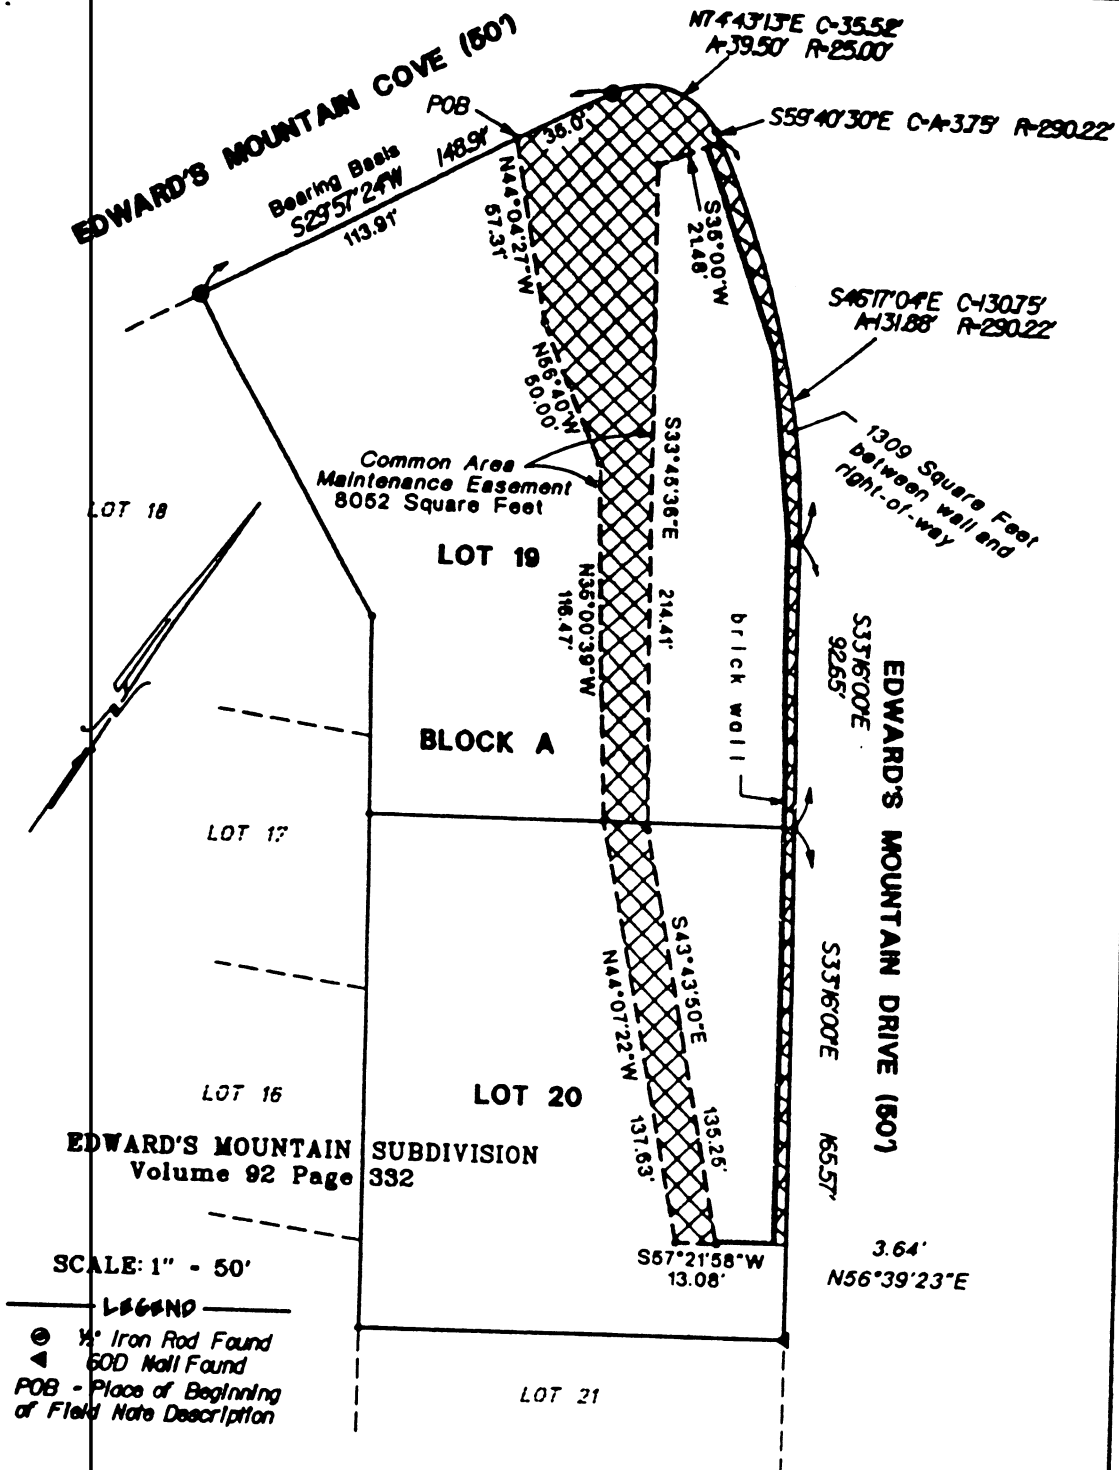 N74°43'13"E C=35.52'
A=39.50' R=25.00'
EDWARD'S MOUNTAIN COVE (50')
POB
35.0'
S59°40'30"E C=A=3.75' R=290.22'
148.91'
Bearing Basis
S29°57'24"W
113.91'
N44°04'27"W
57.31'
S36°00'W
21.48'
S46°17'04"E C=130.75'
A=131.88' R=290.22'
N56°40'W
50.00'
1309 Square Feet
between wall and
right-of-way
Common Area
Maintenance Easement
8052 Square Feet
S33°45'36"E
214.41'
LOT 18
LOT 19
N35°00'39"W
116.47'
brick wall
S33°16'00"E
92.65'
EDWARD'S MOUNTAIN DRIVE (50')
BLOCK A
LOT 17
S43°43'50"E
135.25'
N44°07'22"W
137.63'
S33°16'00"E 165.57'
LOT 16
LOT 20
EDWARD'S MOUNTAIN SUBDIVISION
Volume 92 Page 332
S57°21'58"W
13.08'
3.64'
N56°39'23"E
SCALE: 1" - 50'
LEGEND
½" Iron Rod Found
60D Nail Found
POB - Place of Beginning
of Field Note Description
LOT 21